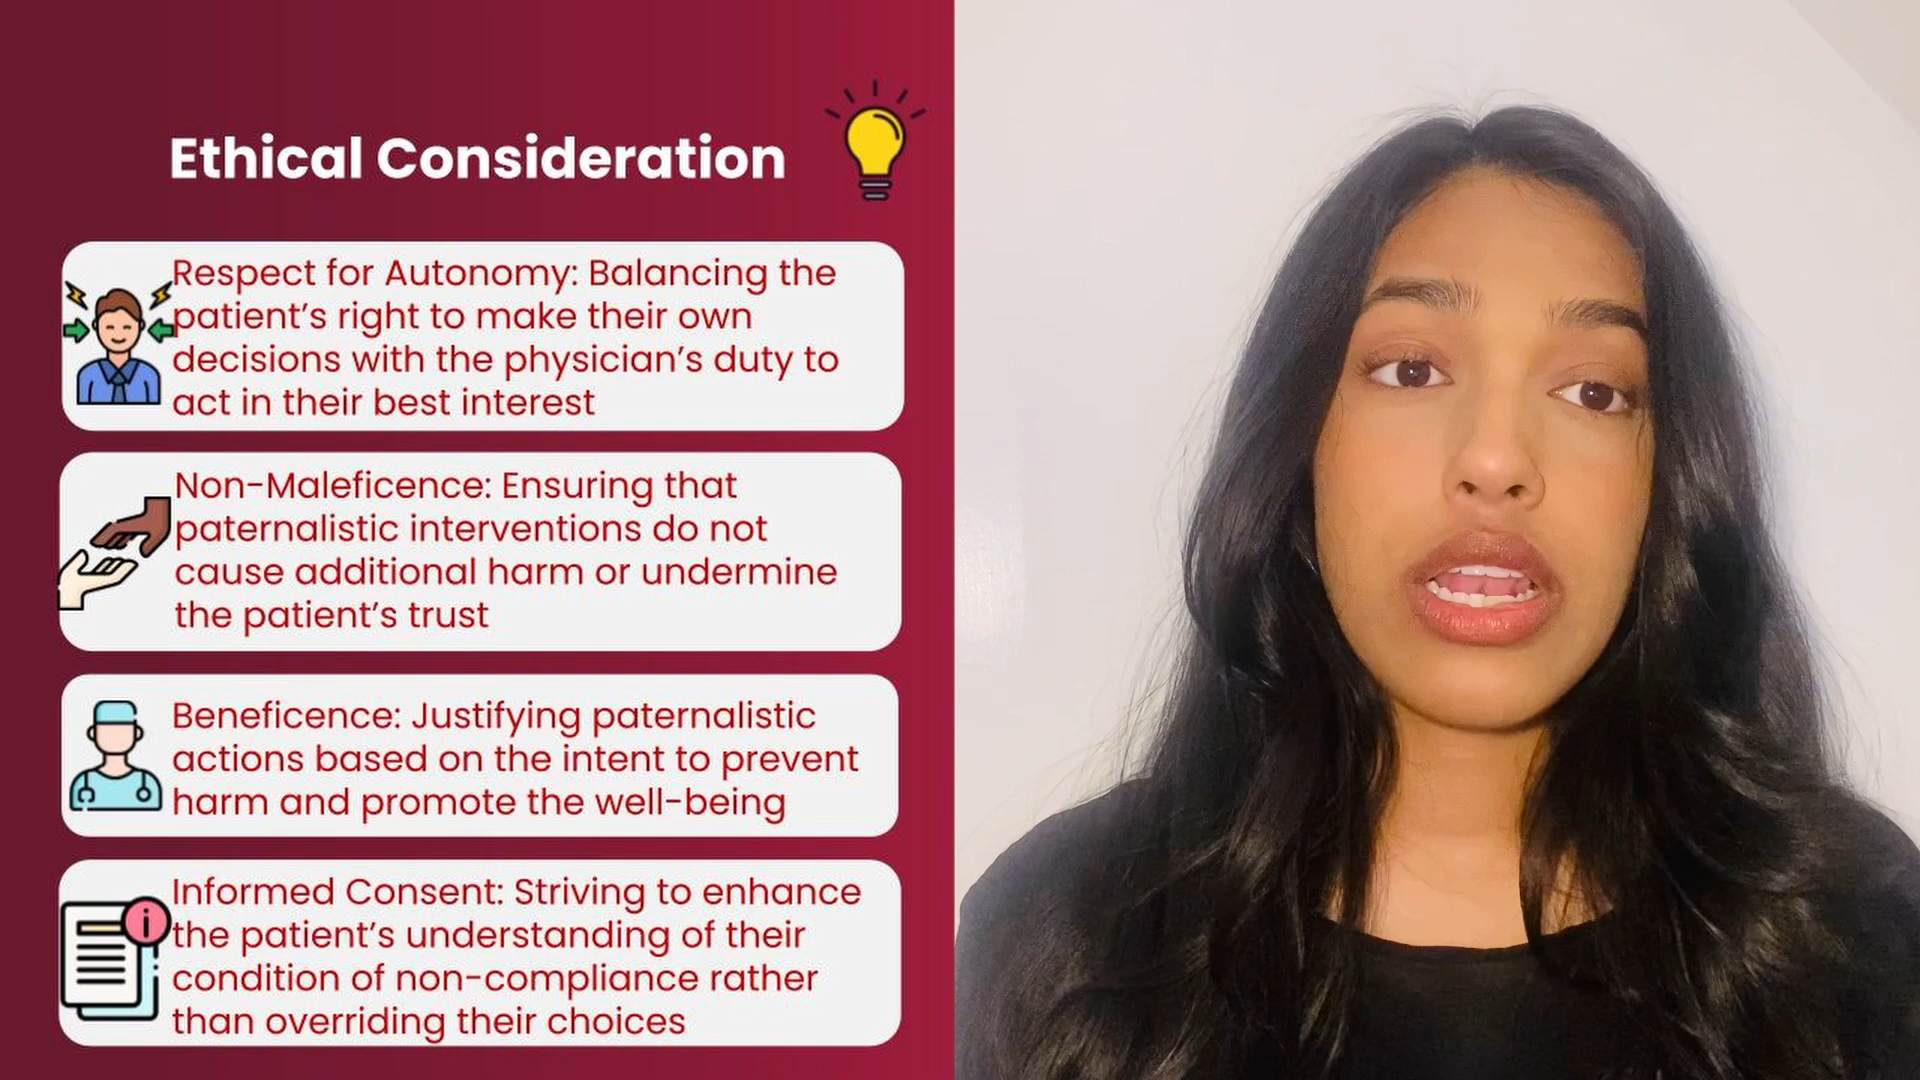 Ethical Consideration
Respect for Autonomy: Balancing the
patient’s right to make their own
decisions with the physician’s duty to
act in their best interest
Non-Maleficence: Ensuring that
paternalistic interventions do not
cause additional harm or undermine
the patient’s trust
Beneficence: Justifying paternalistic
actions based on the intent to prevent
harm and promote the well-being
Informed Consent: Striving to enhance
the patient’s understanding of their
condition of non-compliance rather
than overriding their choices